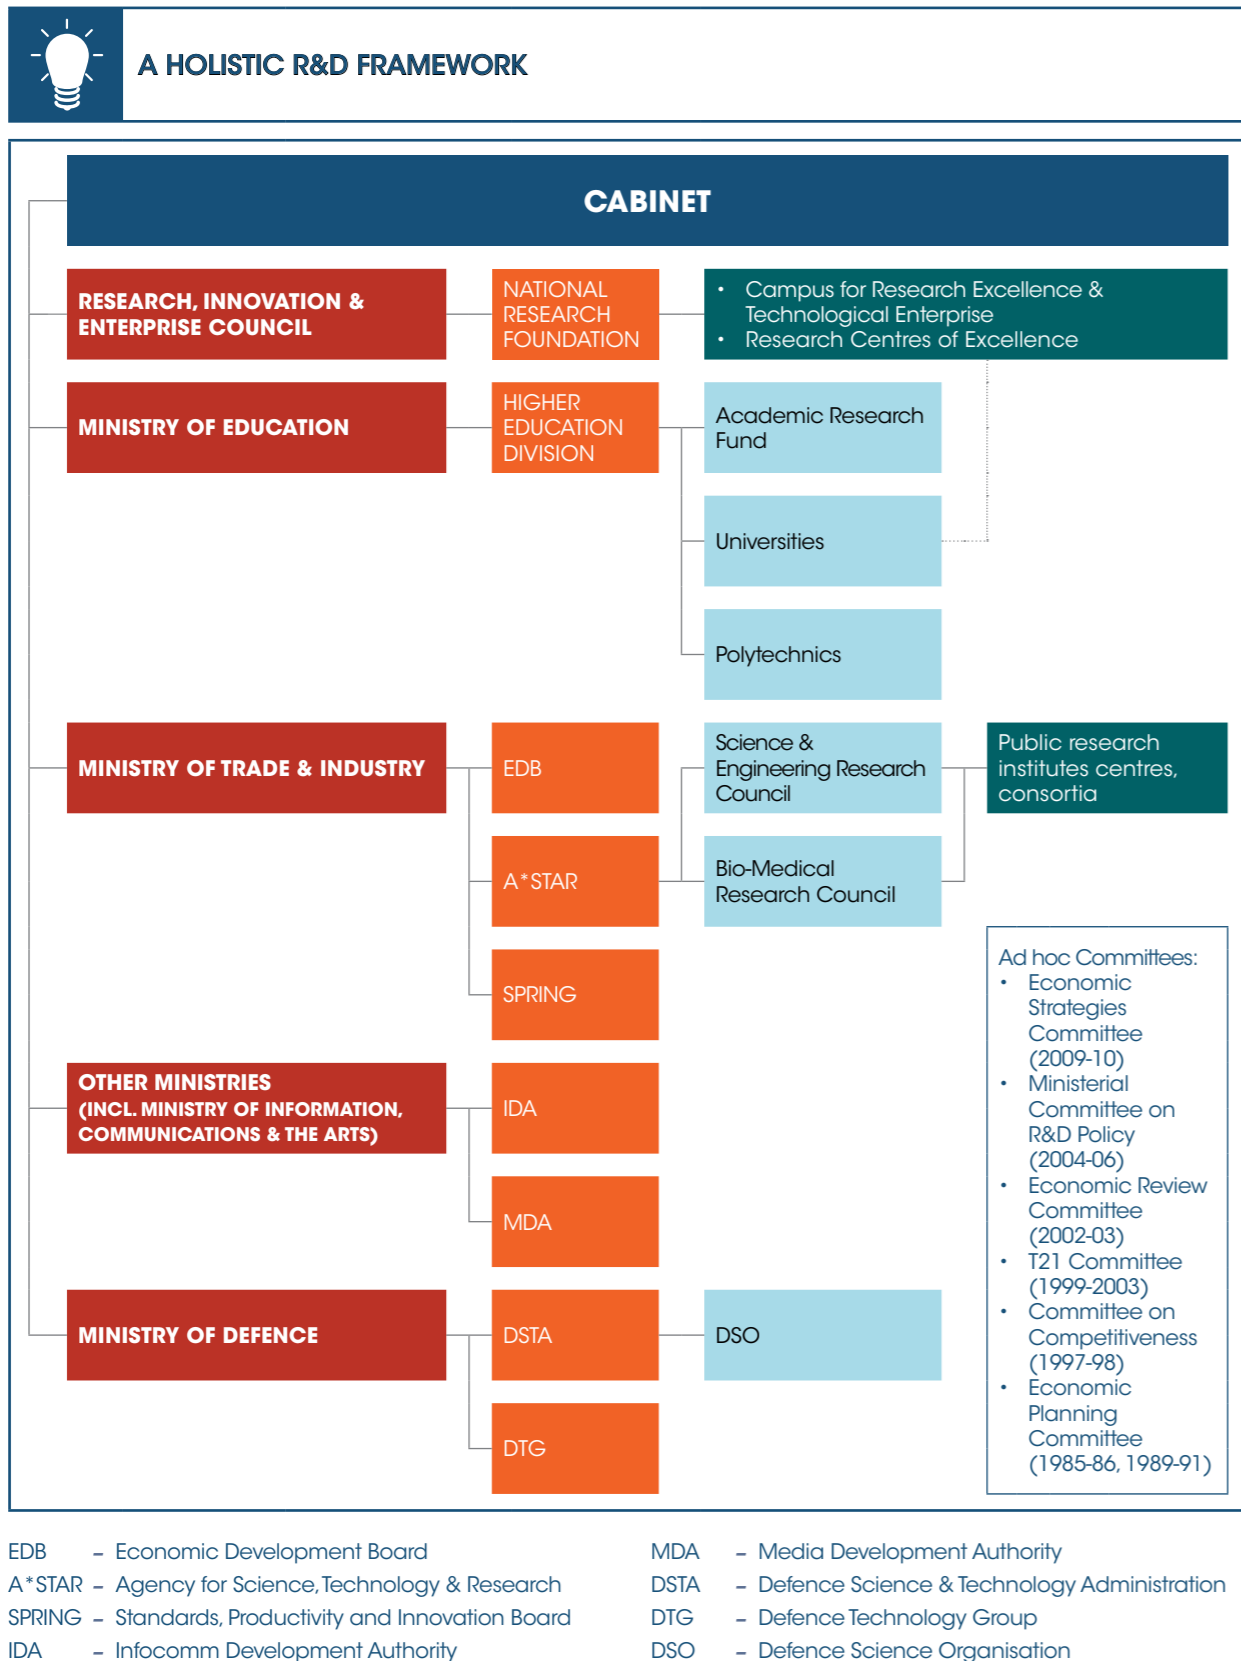 A HOLISTIC R&D FRAMEWORK
CABINET
RESEARCH, INNOVATION &
ENTERPRISE COUNCIL
NATIONAL
RESEARCH
FOUNDATION
• Campus for Research Excellence &
Technological Enterprise
• Research Centres of Excellence
MINISTRY OF EDUCATION
HIGHER
EDUCATION
DIVISION
Academic Research
Fund
Universities
Polytechnics
MINISTRY OF TRADE & INDUSTRY
EDB
Science &
Engineering Research
Council
Public research
institutes centres,
consortia
A*STAR
Bio-Medical
Research Council
SPRING
OTHER MINISTRIES
(INCL. MINISTRY OF INFORMATION,
COMMUNICATIONS & THE ARTS)
IDA
MDA
MINISTRY OF DEFENCE
DSTA
DSO
DTG
Ad hoc Committees:
• Economic
Strategies
Committee
(2009-10)
• Ministerial
Committee on
R&D Policy
(2004-06)
• Economic Review
Committee
(2002-03)
• T21 Committee
(1999-2003)
• Committee on
Competitiveness
(1997-98)
• Economic
Planning
Committee
(1985-86, 1989-91)
EDB – Economic Development Board
A*STAR – Agency for Science, Technology & Research
SPRING – Standards, Productivity and Innovation Board
IDA – Infocomm Development Authority
MDA – Media Development Authority
DSTA – Defence Science & Technology Administration
DTG – Defence Technology Group
DSO – Defence Science Organisation